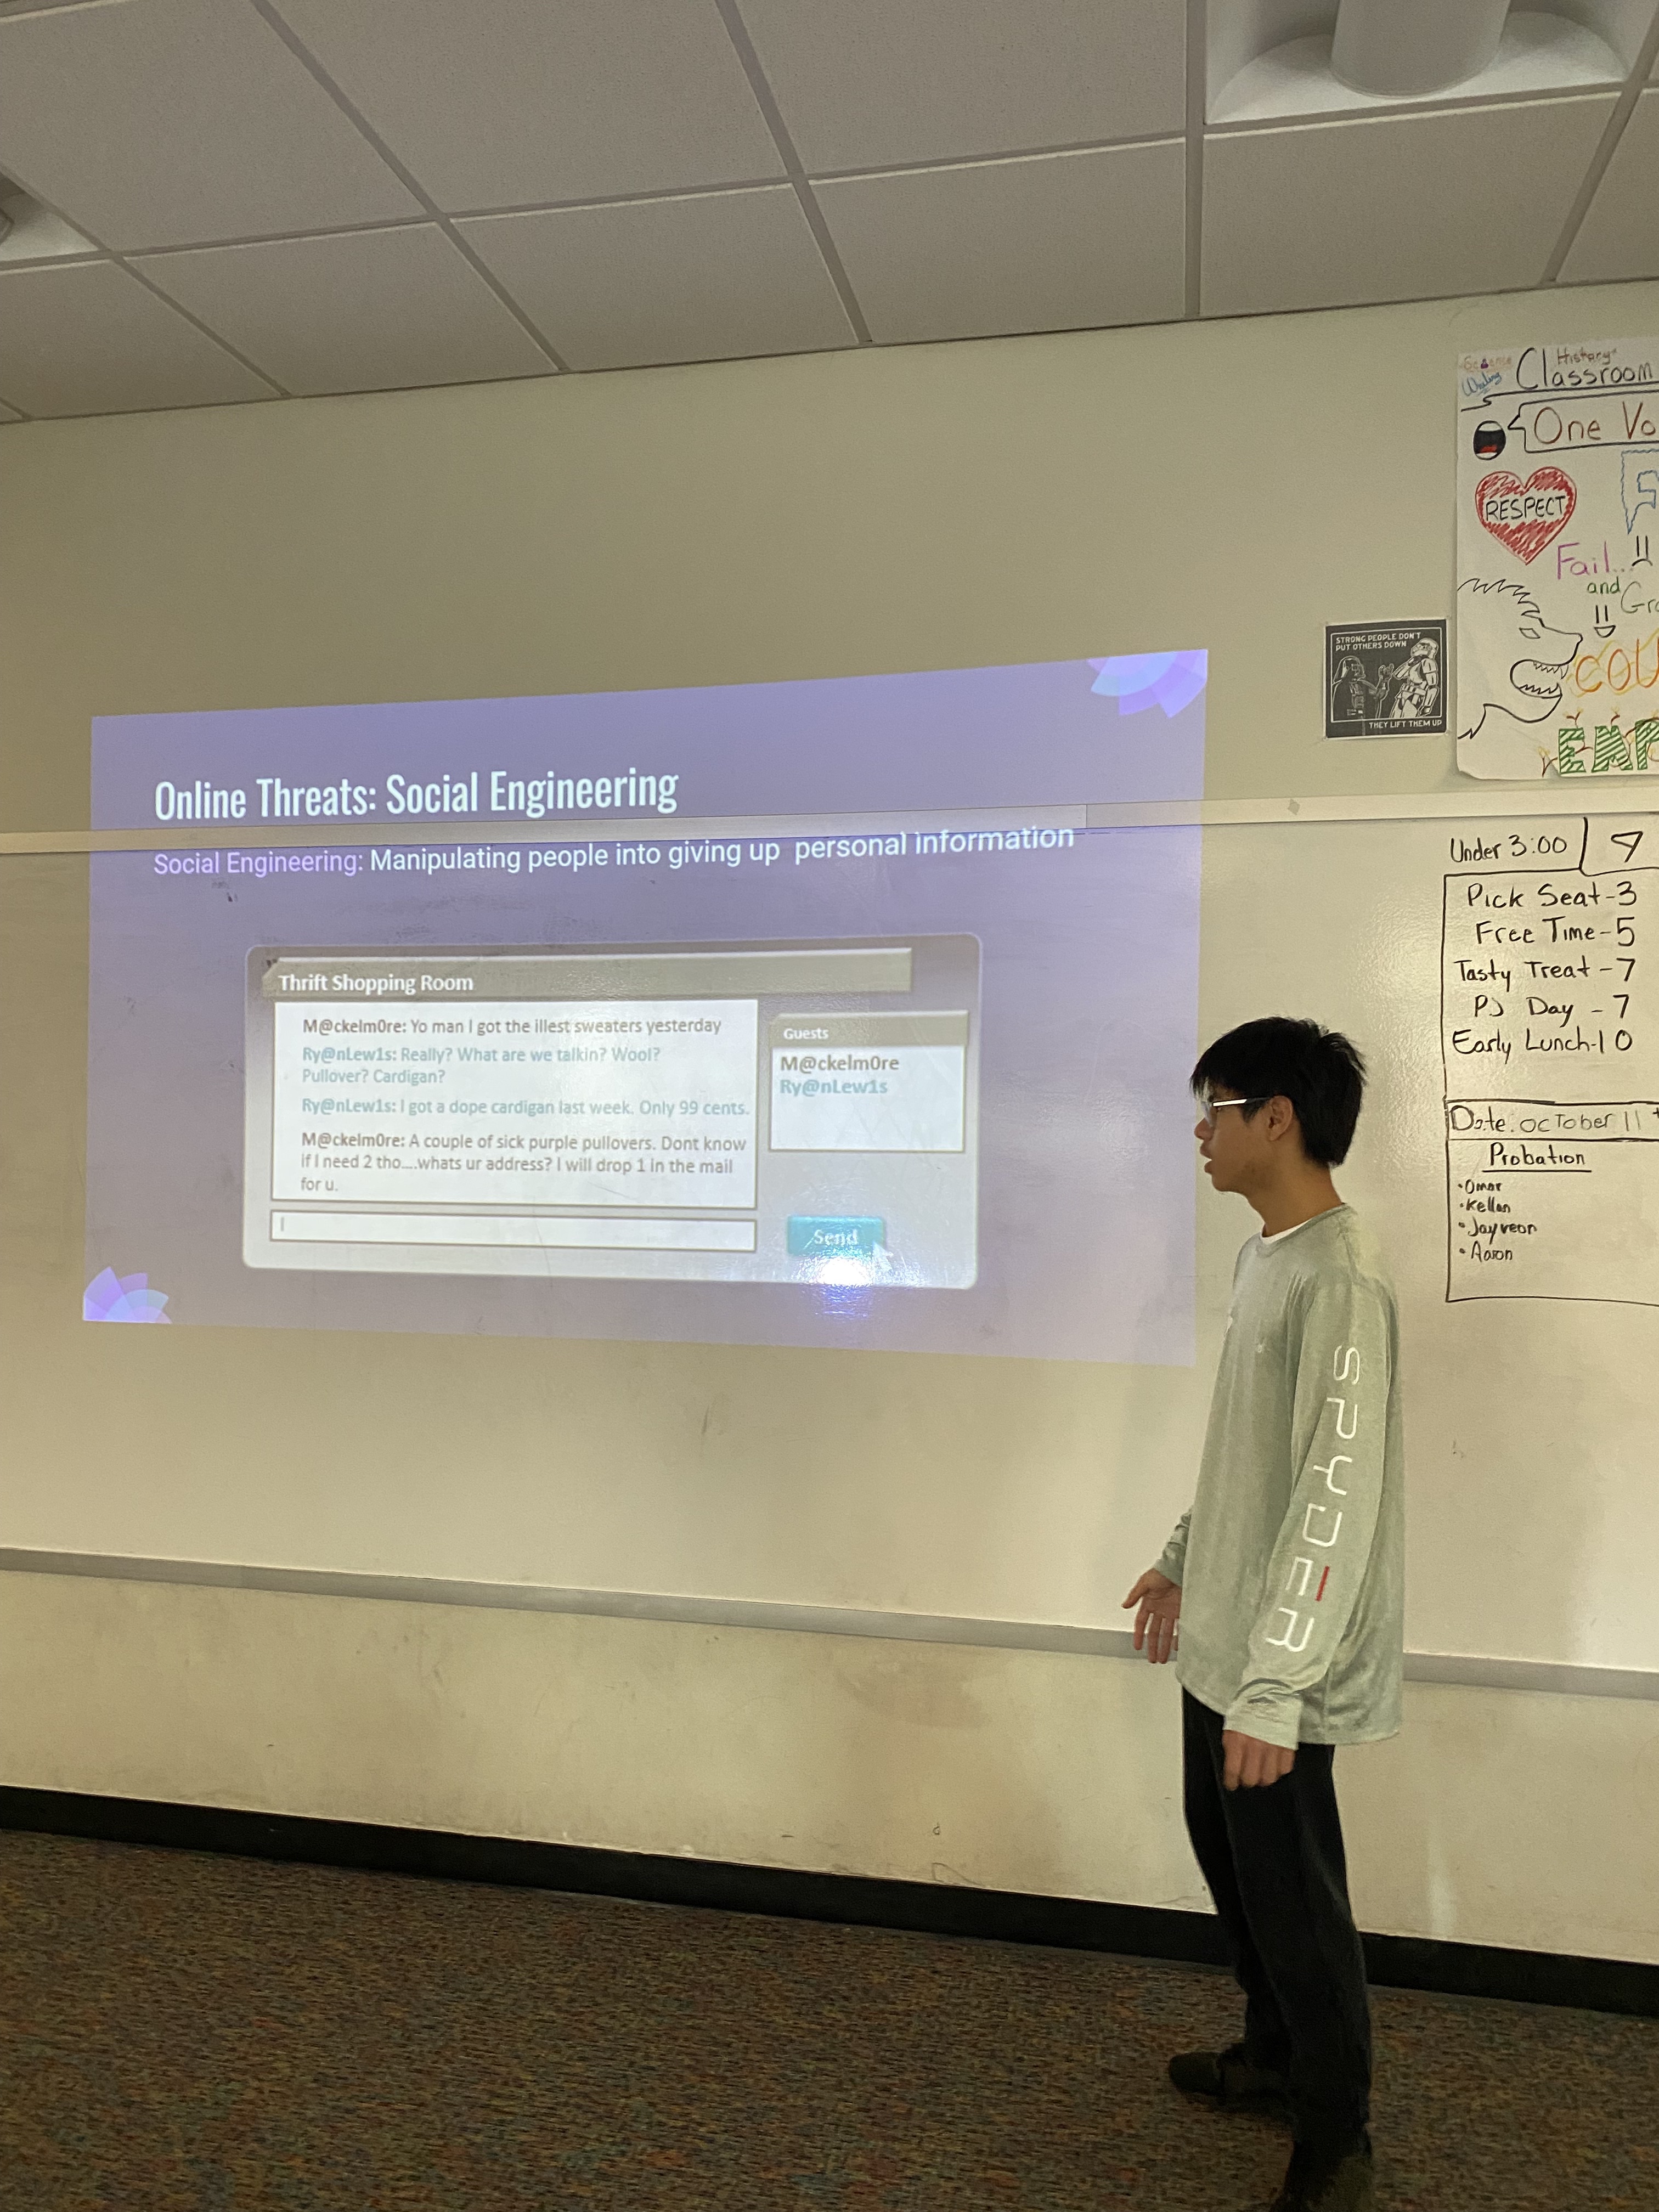 Online Threats: Social Engineering
Social Engineering: Manipulating people into giving up personal information
Thrift Shopping Room
M@ckelm0re: Yo man I got the illest sweaters yesterday
Ry@nLew1s: Really? What are we talkin? Wool?
Pullover? Cardigan?
Ry@nLew1s: I got a dope cardigan last week. Only 99 cents.
M@ckelm0re: A couple of sick purple pullovers. Dont know
if I need 2 tho....whats ur address? I will drop 1 in the mail
for u.
Guests
M@ckelm0re
Ry@nLew1s
Send
History
Classroom
One
RESPECT
Fail...
and
STRONG PEOPLE DON'T
PUT OTHERS DOWN
THEY LIFT THEM UP
Under 3:00
Pick Seat-3
Free Time-5
Tasty Treat-7
PJ Day-7
Early Lunch-10
Date: OCTOBER 11
Probation
•Omar
•Kellan
•Jayveon
•Aaron
SPYDER